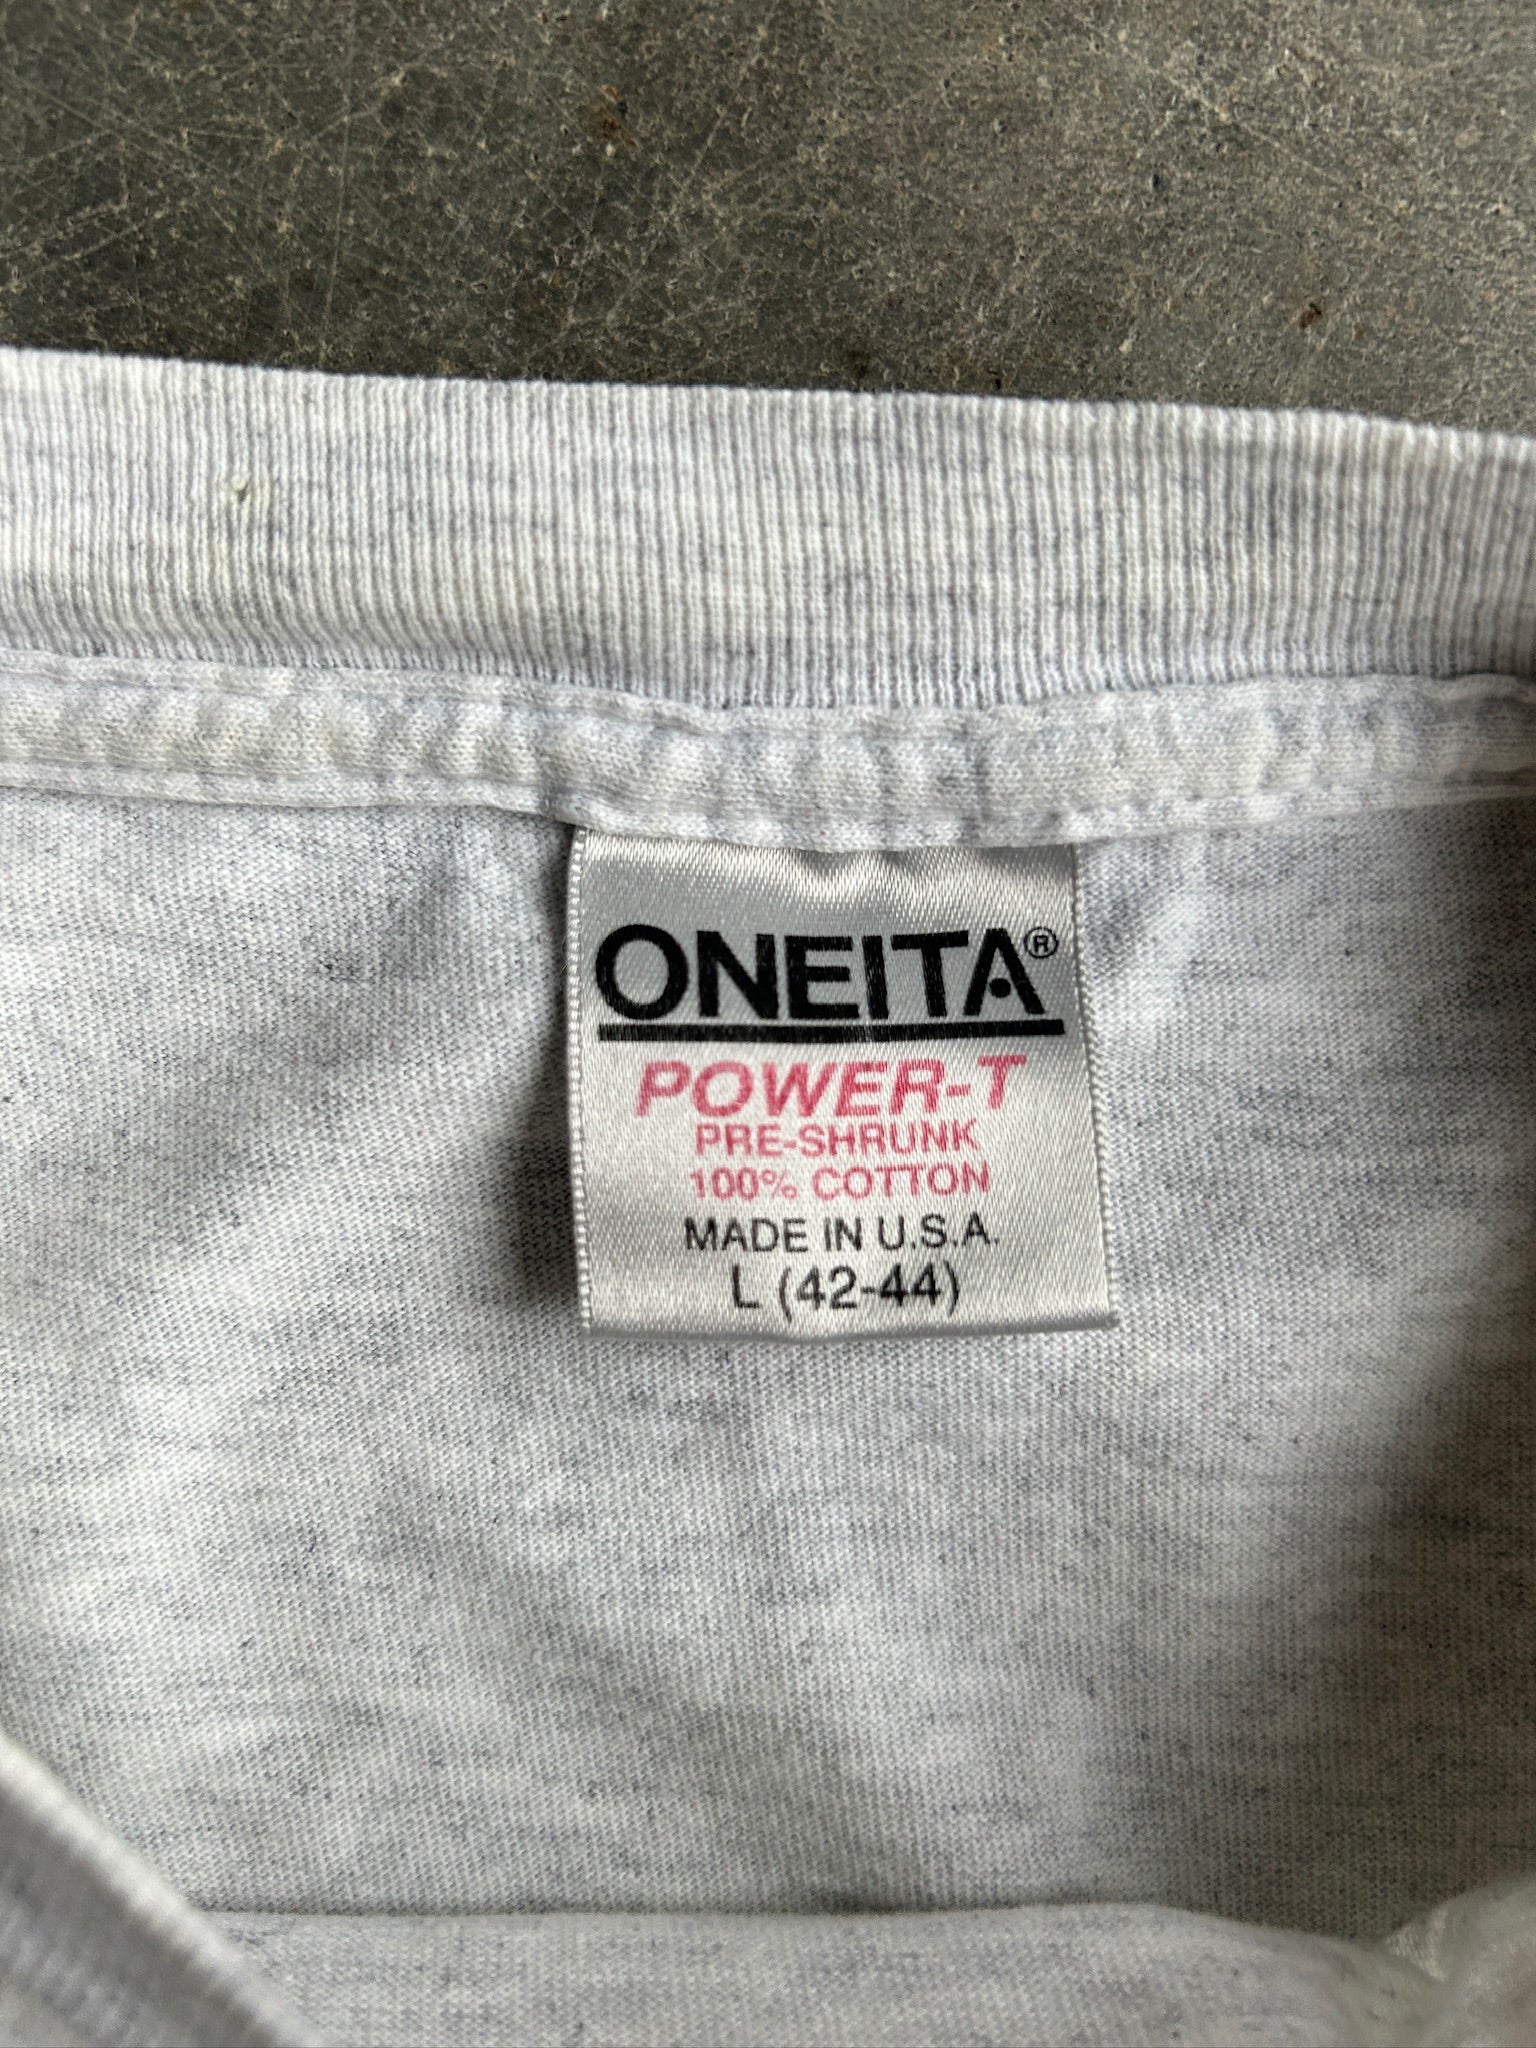 ONEITA®
POWER-T
PRE-SHRUNK
100% COTTON
MADE IN U.S.A.
L (42-44)